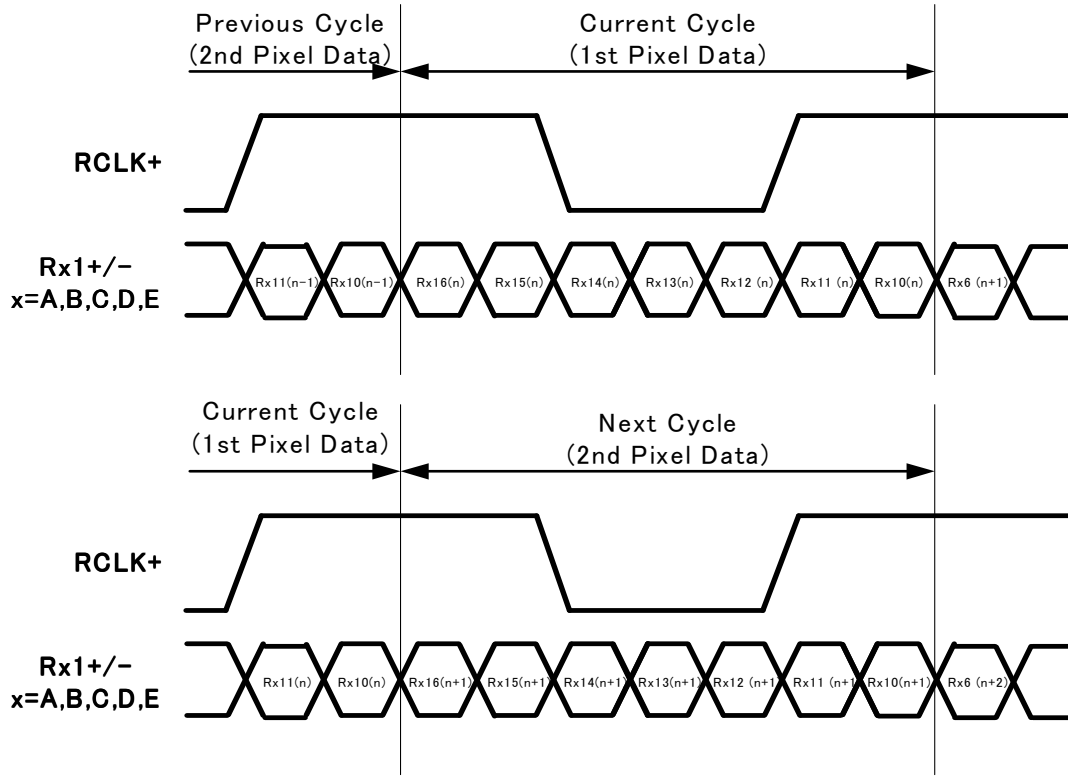 Previous Cycle
(2nd Pixel Data)
Current Cycle
(1st Pixel Data)
RCLK+
Rx1+/-
x=A,B,C,D,E
Rx11(n-1) Rx10(n-1) Rx16(n) Rx15(n) Rx14(n) Rx13(n) Rx12 (n) Rx11 (n) Rx10(n) Rx6 (n+1)
Current Cycle
(1st Pixel Data)
Next Cycle
(2nd Pixel Data)
RCLK+
Rx1+/-
x=A,B,C,D,E
Rx11(n) Rx10(n) Rx16(n+1) Rx15(n+1) Rx14(n+1) Rx13(n+1) Rx12 (n+1 Rx11 (n+1 Rx10(n+1) Rx6 (n+2)